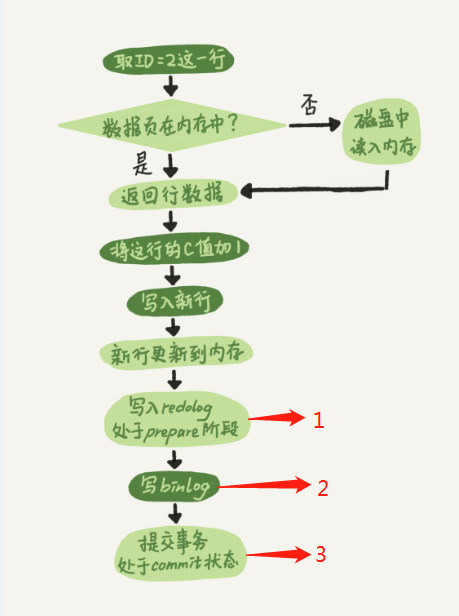 取ID=2这一行
数据页在内存中?
否
磁盘中
读入内存
是
返回行数据
将这行的C值加1
写入新行
新行更新到内存
写入redolog
处于prepare阶段
1
写binlog
2
提交事务
处于commit状态
3